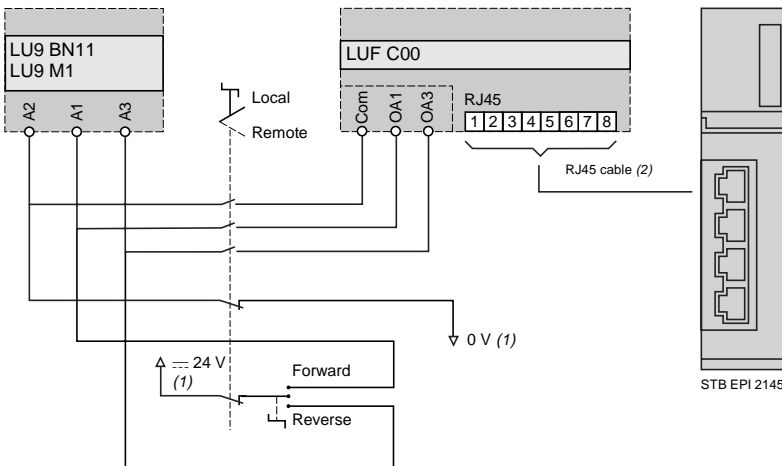 LU9 BN11
LU9 M1
A2
A1
A3
Local
Remote
LUF C00
Com
OA1
OA3
RJ45
1 2 3 4 5 6 7 8
RJ45 cable (2)
0 V (1)
24 V
(1)
Forward
Reverse
STB EPI 2145